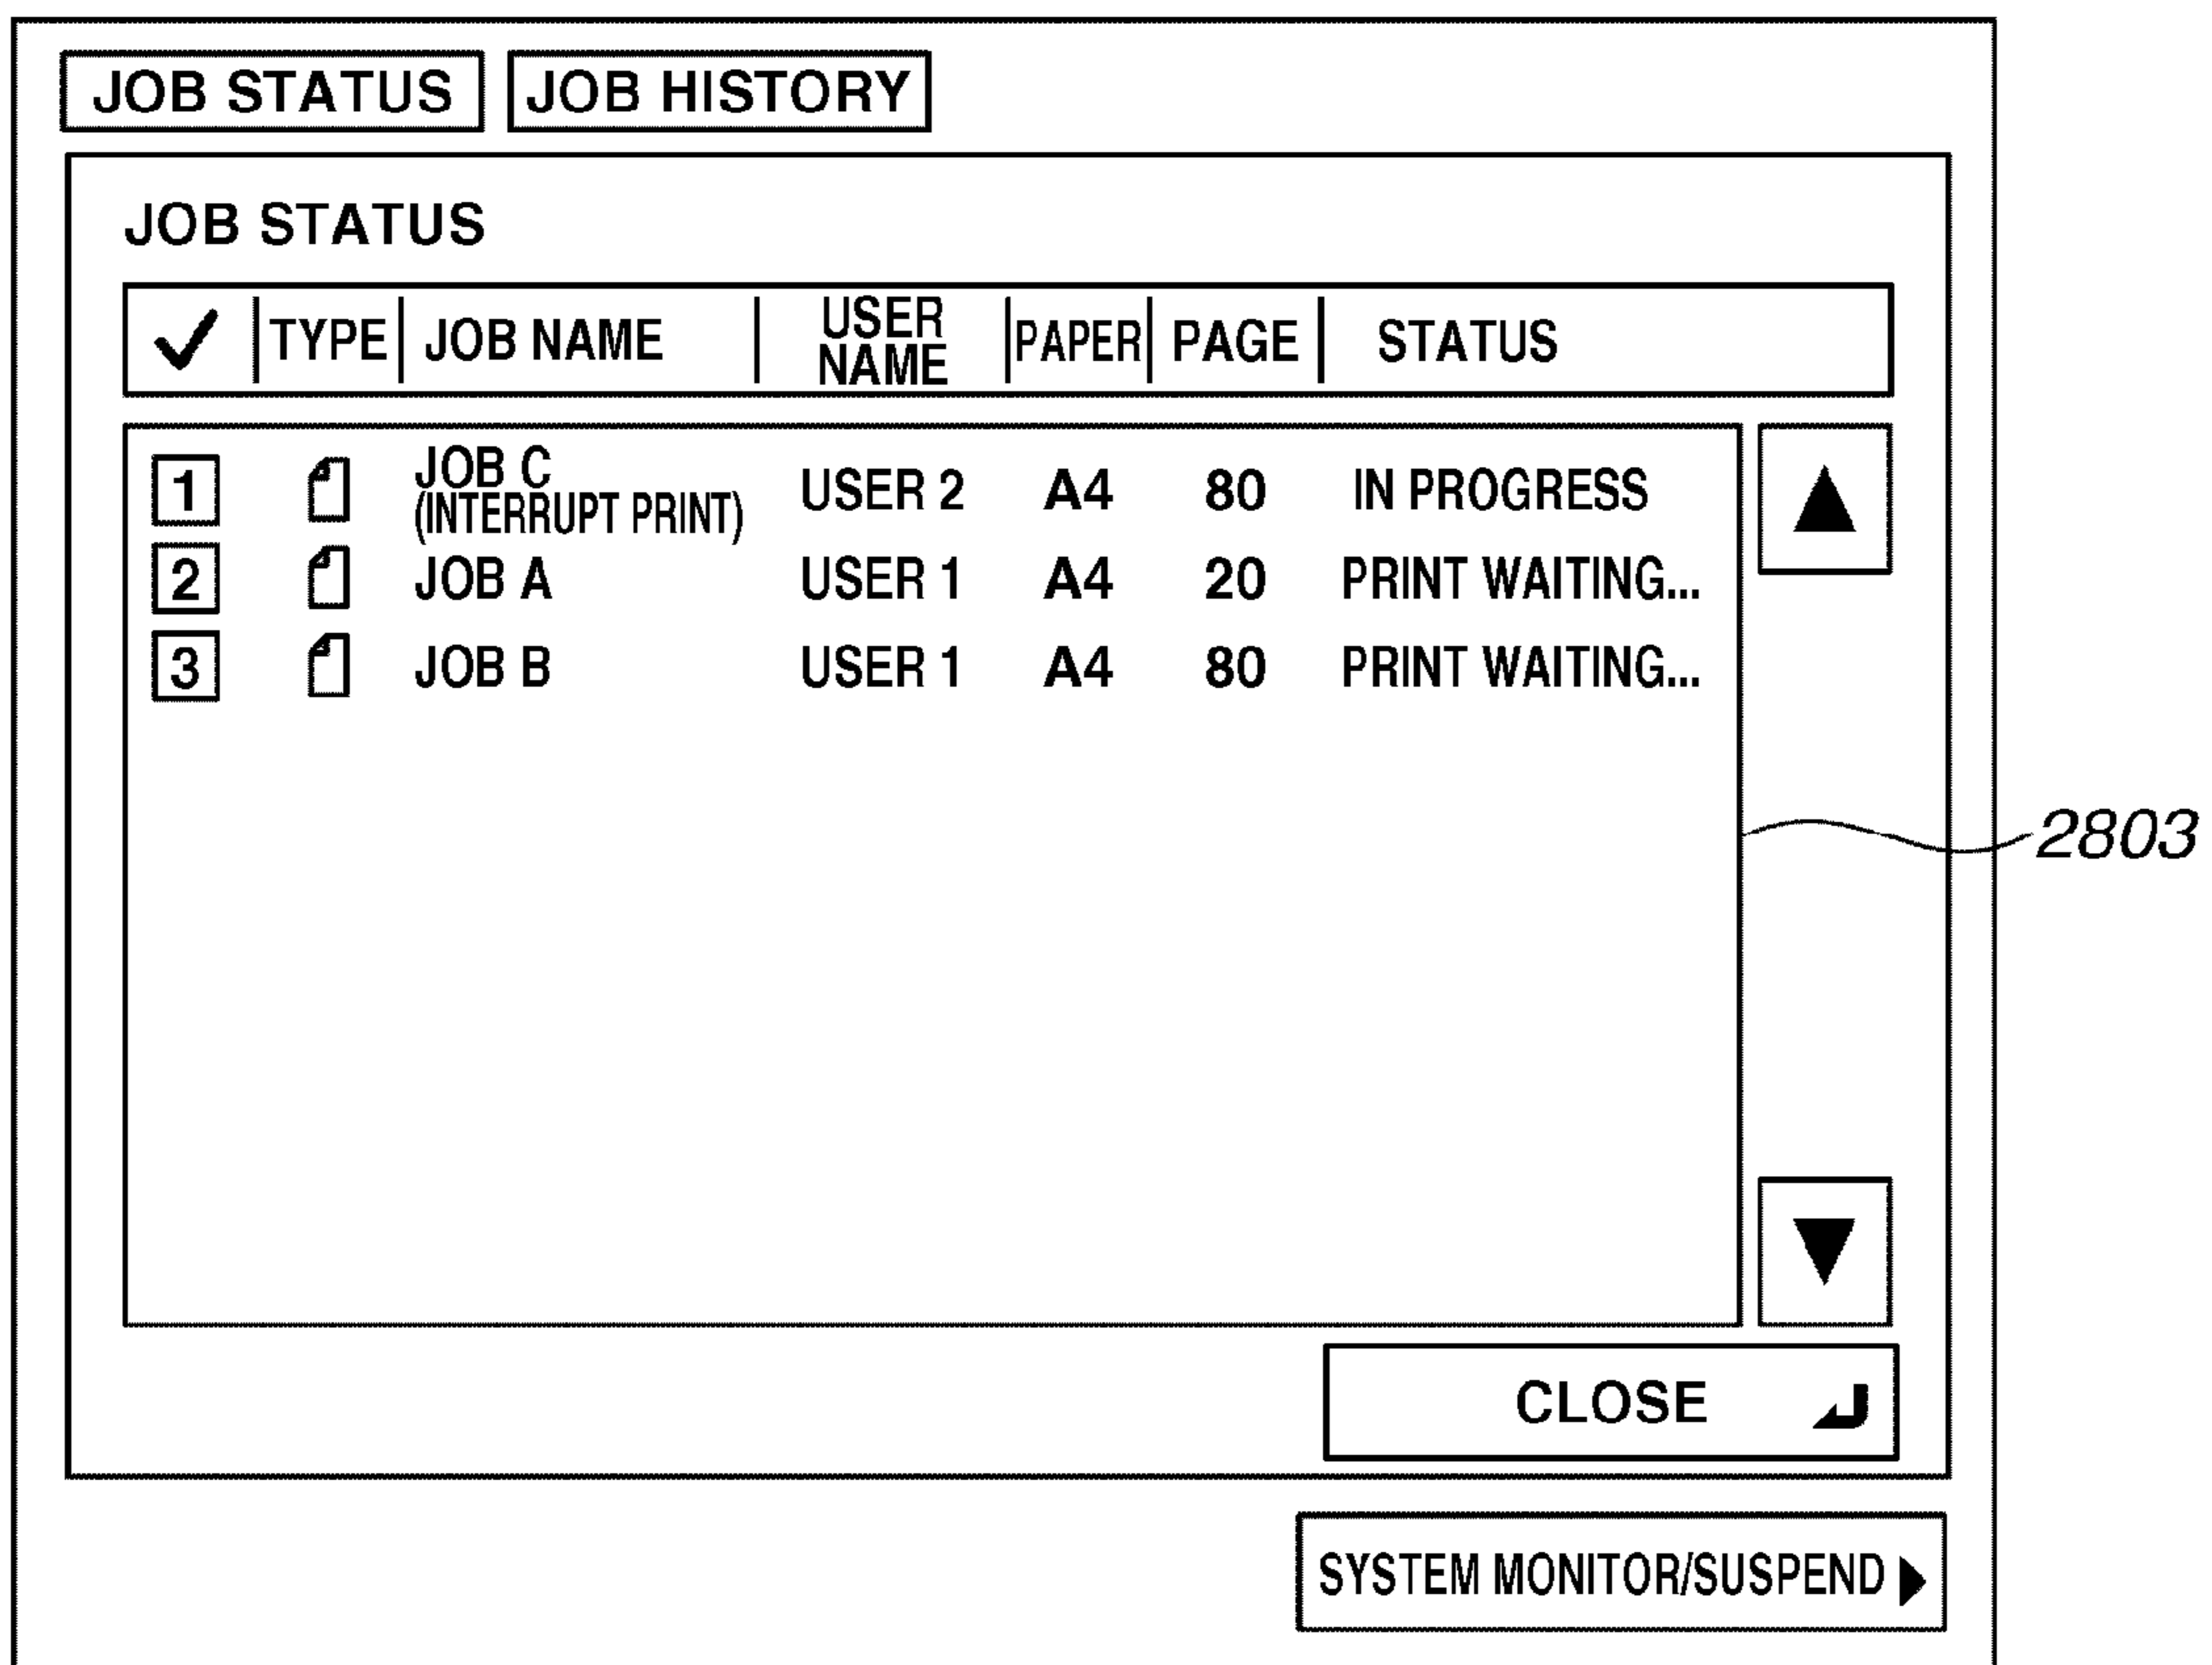 JOB STATUS JOB HISTORY
JOB STATUS
TYPE JOB NAME USER NAME PAPER PAGE STATUS
1 JOB C (INTERRUPT PRINT) USER 2 A4 80 IN PROGRESS
2 JOB A USER 1 A4 20 PRINT WAITING...
3 JOB B USER 1 A4 80 PRINT WAITING...
2803
CLOSE
SYSTEM MONITOR/SUSPEND